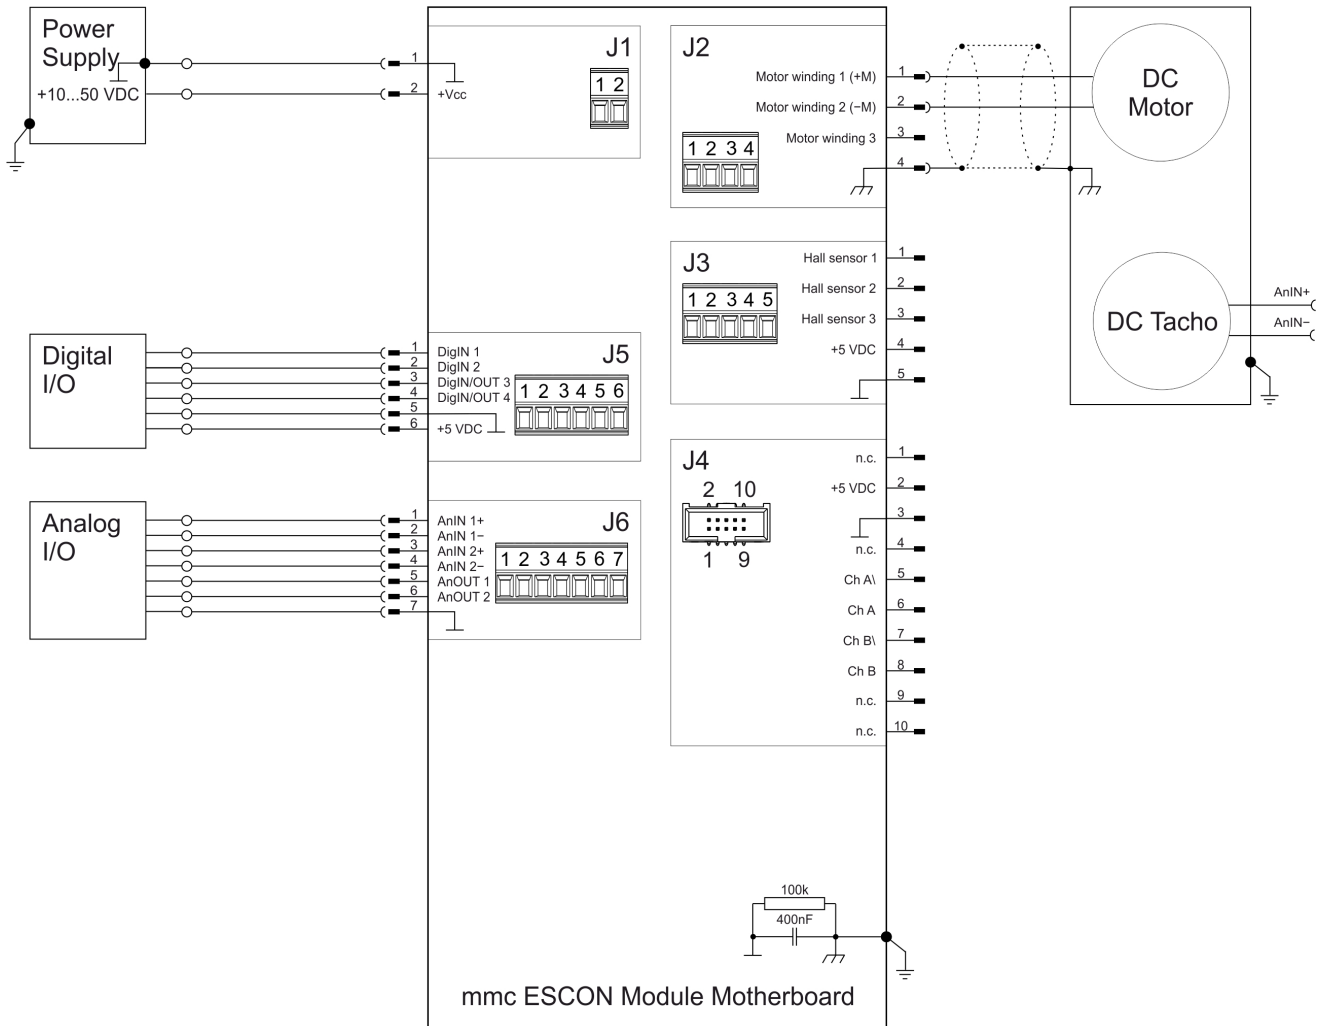 Power
Supply
+10...50 VDC
1
2
+Vcc
J1
1 2
J2
1 2 3 4
Motor winding 1 (+M)
1
Motor winding 2 (−M)
2
Motor winding 3
3
4
DC
Motor
J3
1 2 3 4 5
Hall sensor 1
1
Hall sensor 2
2
Hall sensor 3
3
+5 VDC
4
5
DC Tacho
AnIN+
AnIN−
Digital
I/O
1
DigIN 1
2
DigIN 2
3
DigIN/OUT 3
4
DigIN/OUT 4
5
6
+5 VDC
J5
1 2 3 4 5 6
J4
2 10
1 9
n.c.
1
+5 VDC
2
3
n.c.
4
Ch A\
5
Ch A
6
Ch B\
7
Ch B
8
n.c.
9
n.c.
10
Analog
I/O
1
AnIN 1+
2
AnIN 1−
3
AnIN 2+
4
AnIN 2−
5
AnOUT 1
6
AnOUT 2
7
J6
1 2 3 4 5 6 7
100k
400nF
mmc ESCON Module Motherboard